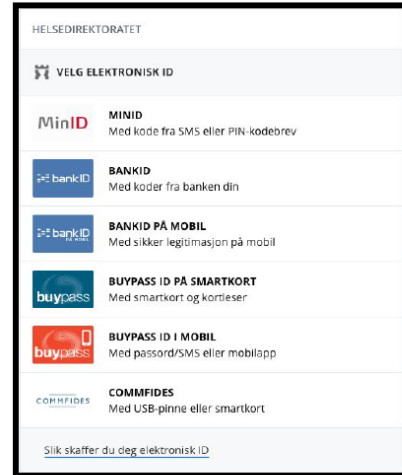 HELSEDIREKTORATET
VELG ELEKTRONISK ID
MinID
MINID
Med kode fra SMS eller PIN-kodebrev
bankID
BANKID
Med koder fra banken din
bankID
PÅ MOBIL
BANKID PÅ MOBIL
Med sikker legitimasjon på mobil
buypass
BUYPASS ID PÅ SMARTKORT
Med smartkort og kortleser
buypass
BUYPASS ID I MOBIL
Med passord/SMS eller mobilapp
COMMFIDES
COMMFIDES
Med USB-pinne eller smartkort
Slik skaffer du deg elektronisk ID